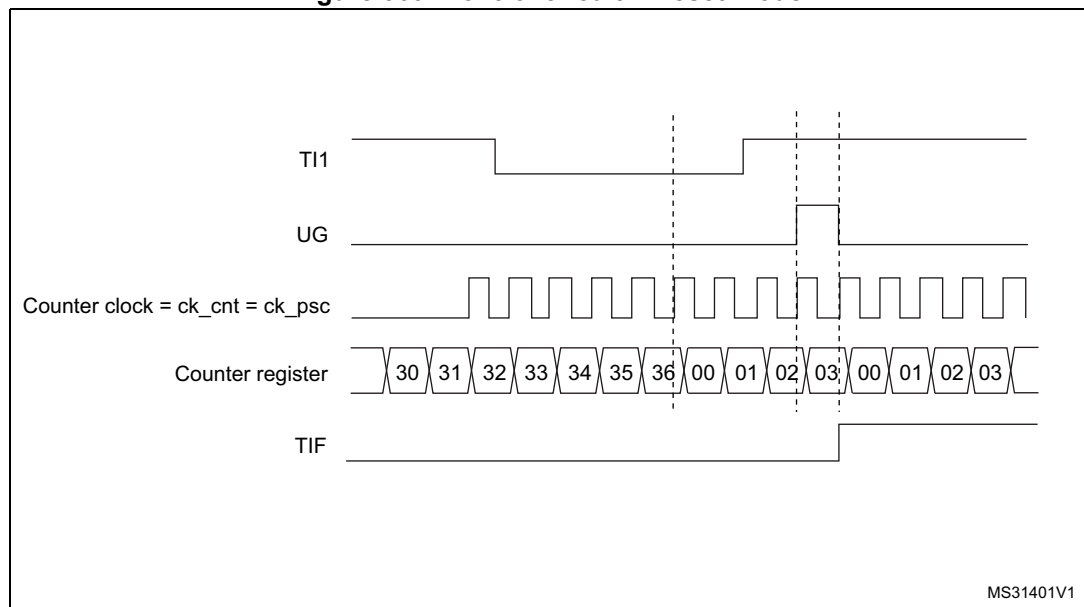 TI1
UG
Counter clock = ck_cnt = ck_psc
Counter register 30 31 32 33 34 35 36 00 01 02 03 00 01 02 03
TIF
MS31401V1